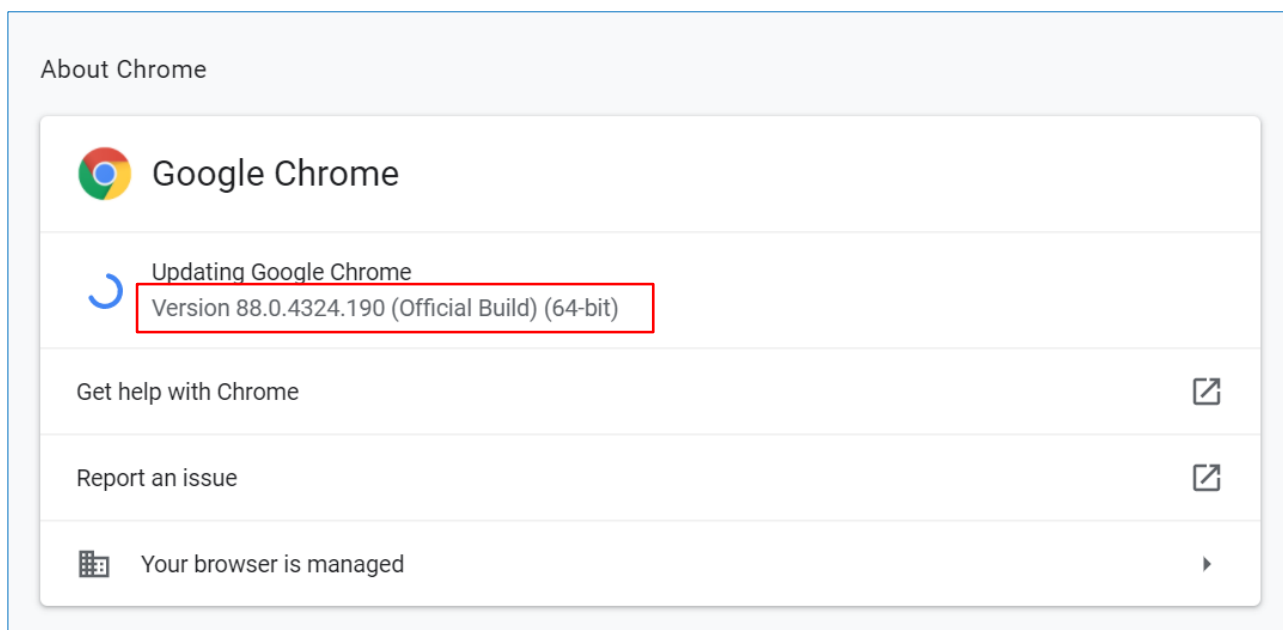 About Chrome
Google Chrome
Updating Google Chrome
Version 88.0.4324.190 (Official Build) (64-bit)
Get help with Chrome
Report an issue
Your browser is managed